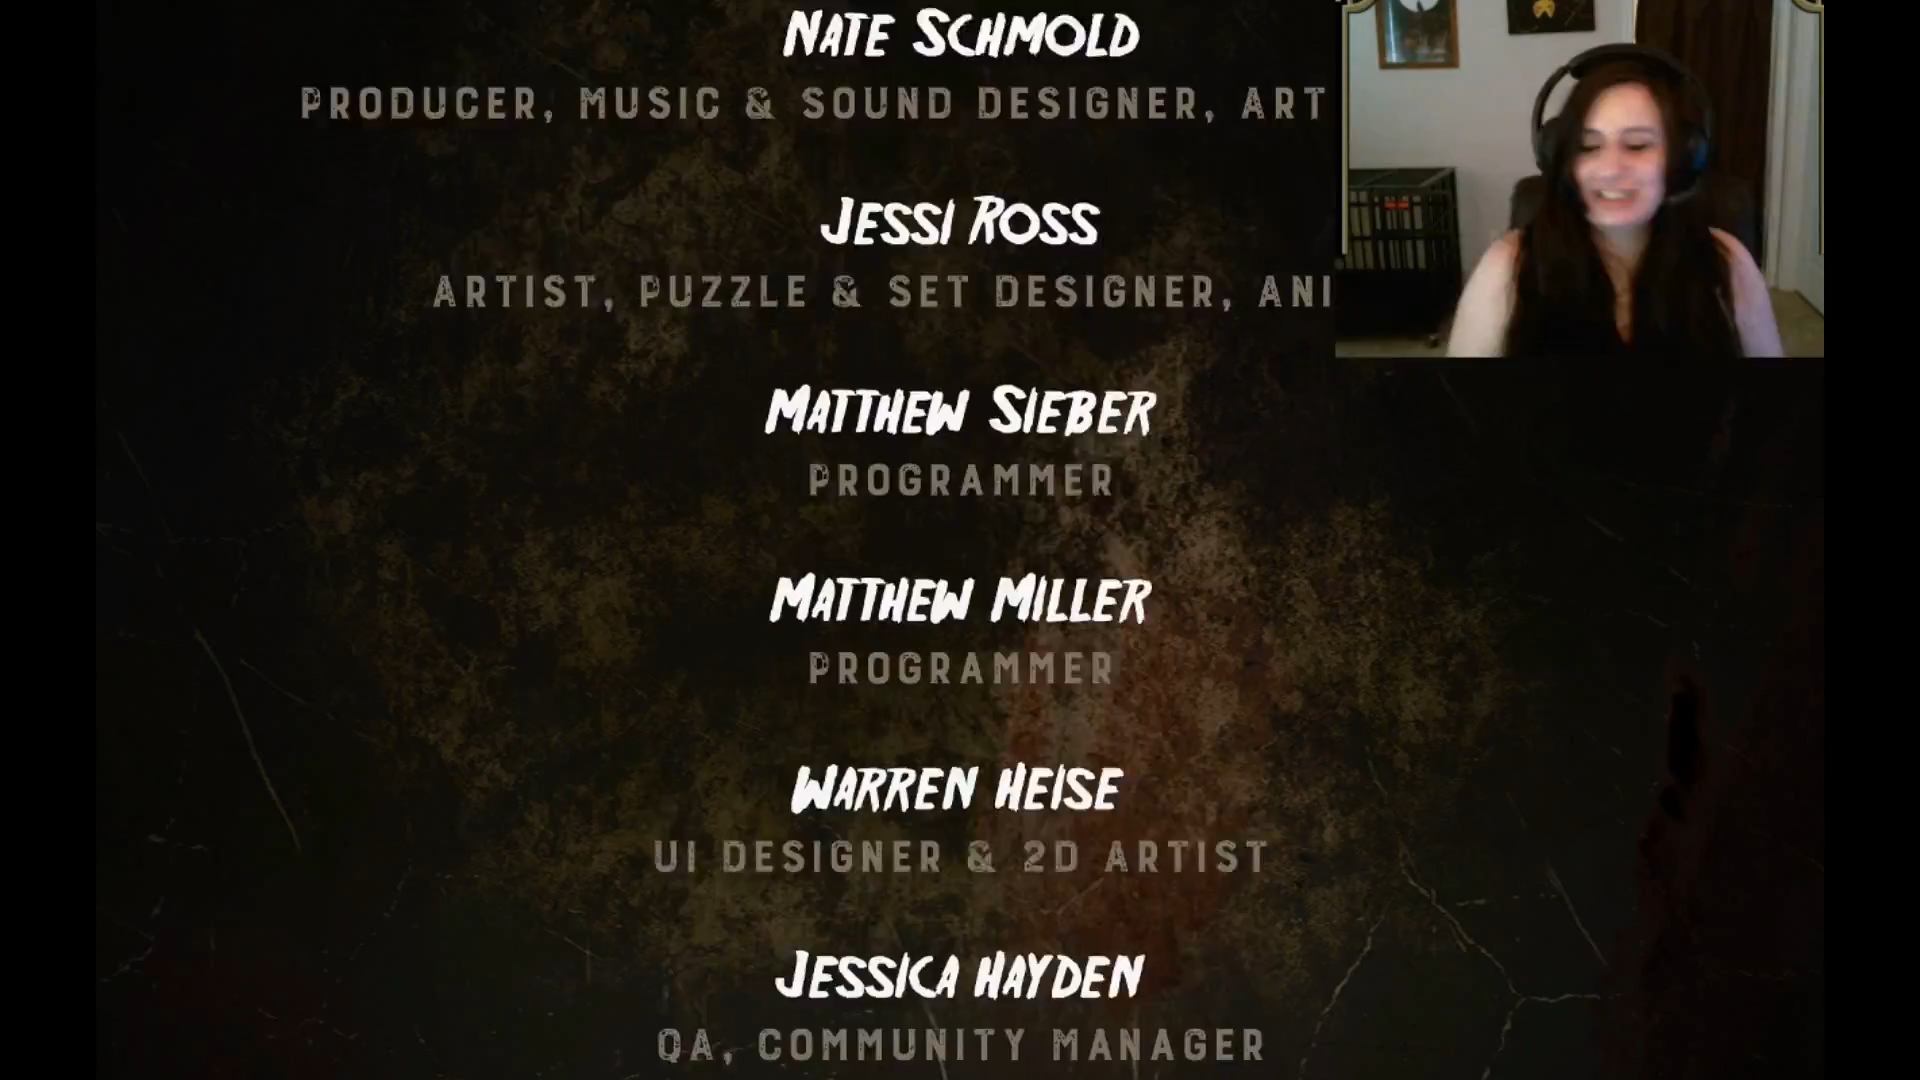 NATE SCHMOLD
PRODUCER, MUSIC & SOUND DESIGNER, ART
JESSI ROSS
ARTIST, PUZZLE & SET DESIGNER, ANI
MATTHEW SIEBER
PROGRAMMER
MATTHEW MILLER
PROGRAMMER
WARREN HEISE
UI DESIGNER & 2D ARTIST
JESSICA HAYDEN
QA, COMMUNITY MANAGER